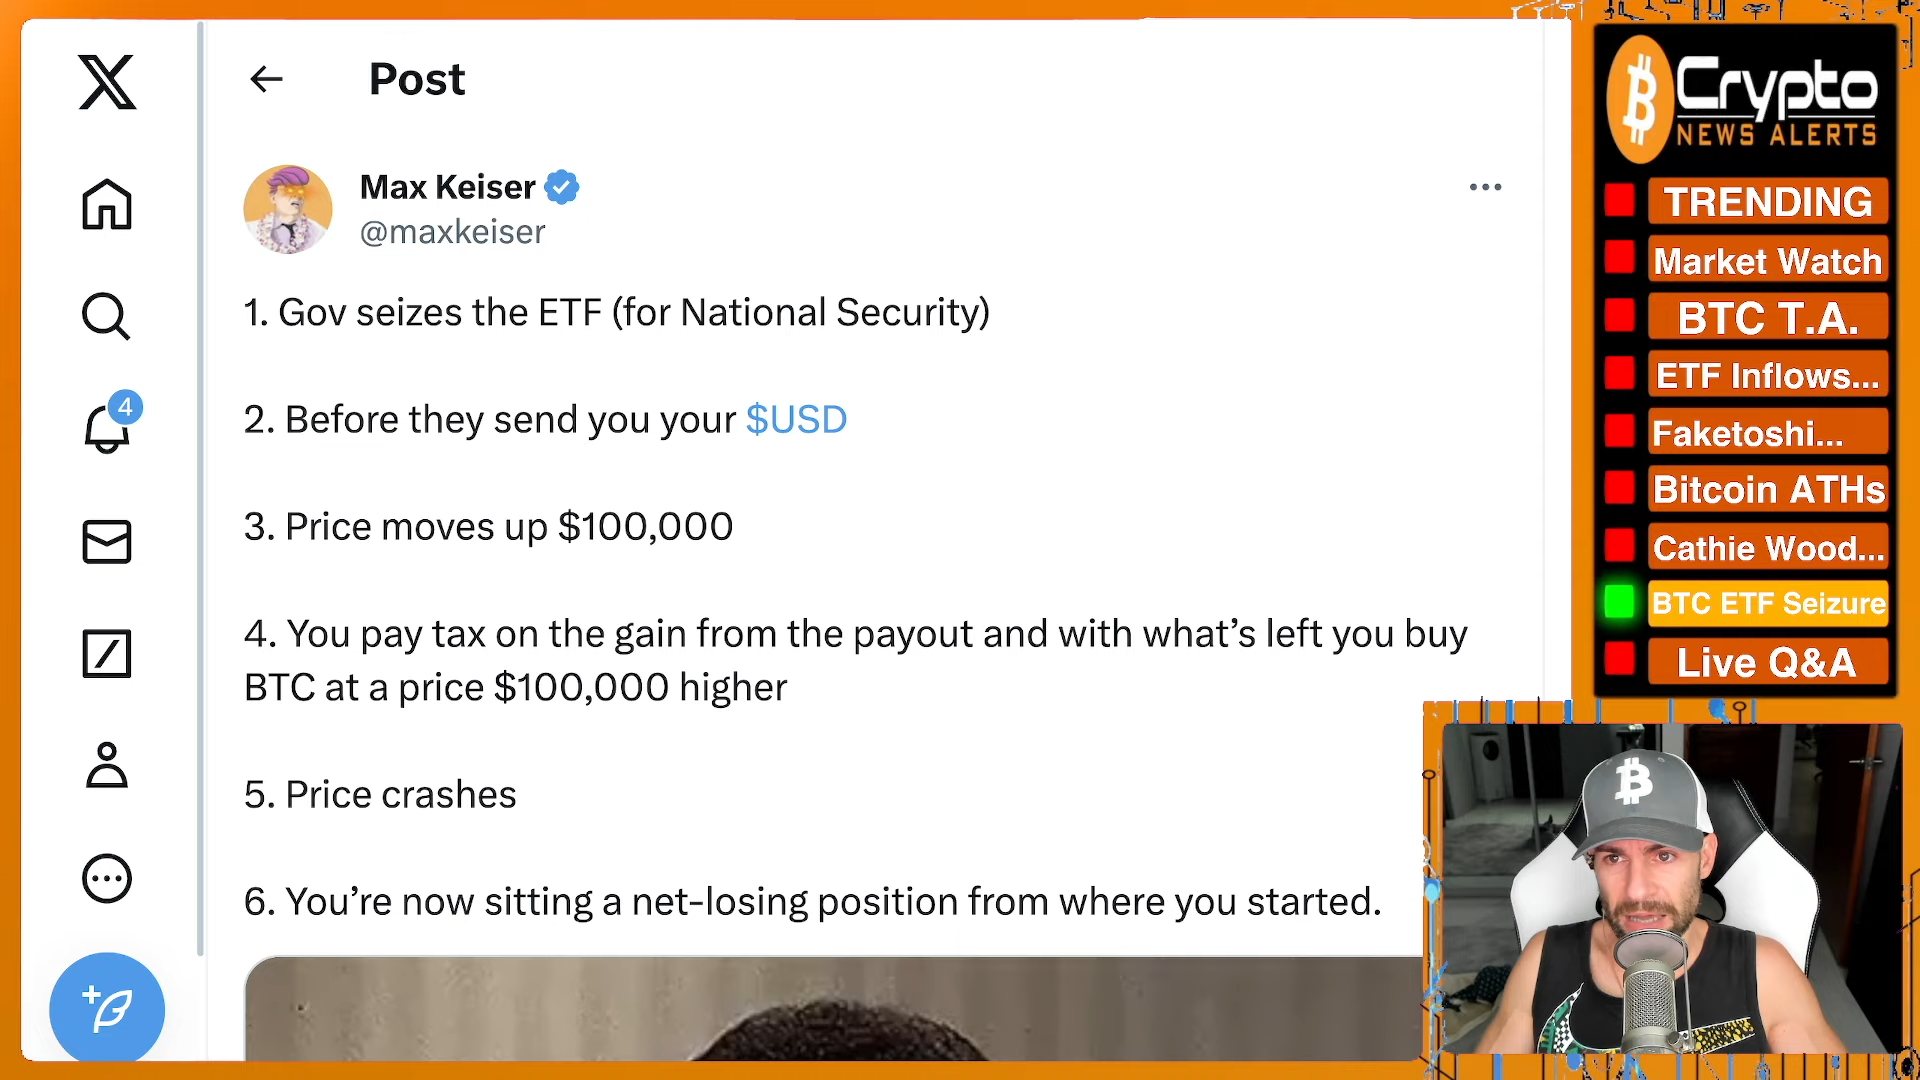 Post
Max Keiser
@maxkeiser
1. Gov seizes the ETF (for National Security)
2. Before they send you your $USD
3. Price moves up $100,000
4. You pay tax on the gain from the payout and with what’s left you buy
BTC at a price $100,000 higher
5. Price crashes
6. You’re now sitting a net-losing position from where you started.
4
Crypto
NEWS ALERTS
TRENDING
Market Watch
BTC T.A.
ETF Inflows...
Faketoshi...
Bitcoin ATHs
Cathie Wood...
BTC ETF Seizure
Live Q&A